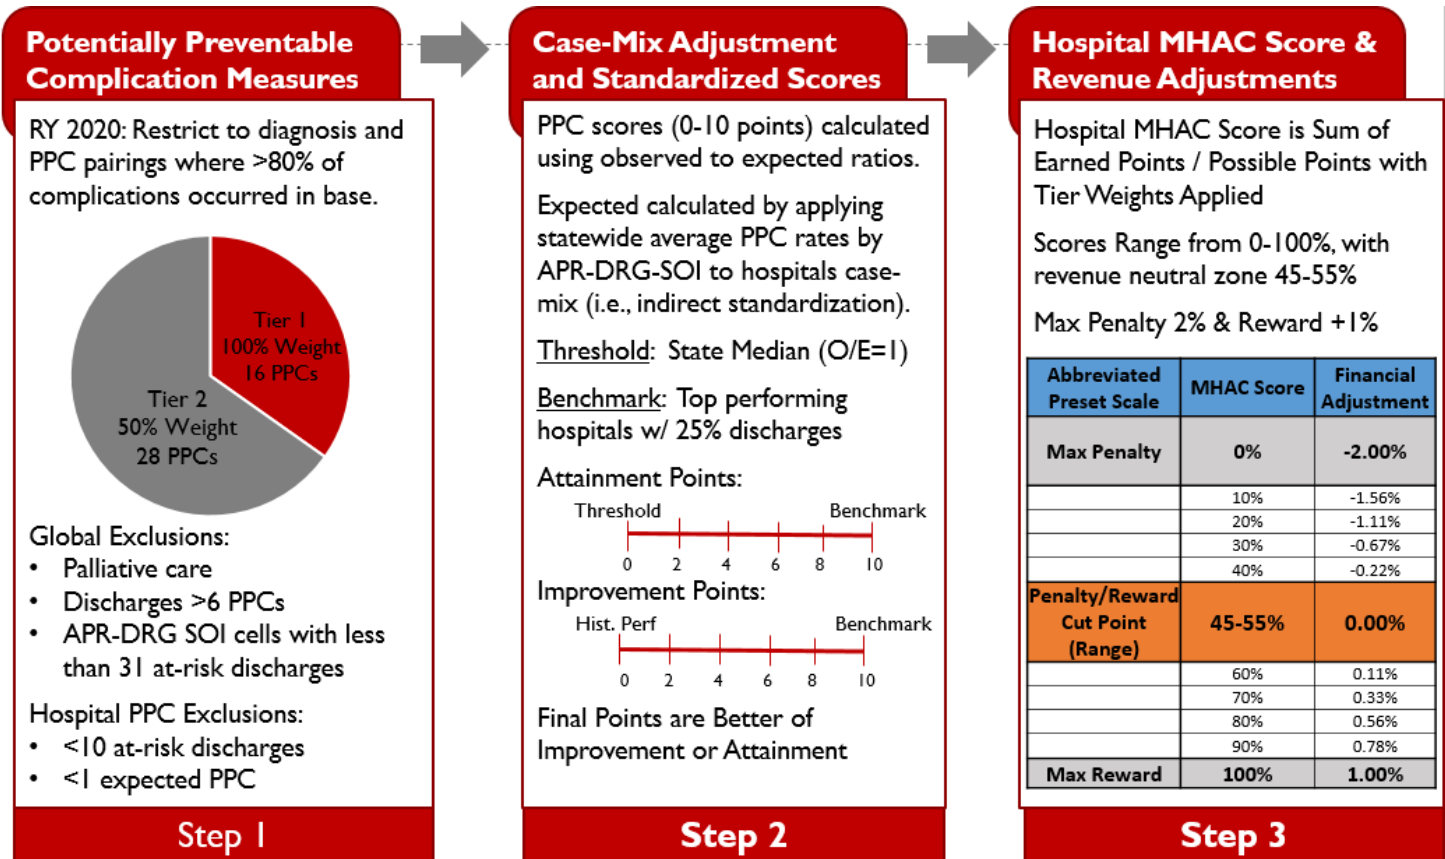 Potentially Preventable
Complication Measures
RY 2020: Restrict to diagnosis and
PPC pairings where >80% of
complications occurred in base.
Tier 1
100% Weight
16 PPCs
Tier 2
50% Weight
28 PPCs
Global Exclusions:
• Palliative care
• Discharges >6 PPCs
• APR-DRG SOI cells with less
than 31 at-risk discharges
Hospital PPC Exclusions:
• <10 at-risk discharges
• <1 expected PPC
Step 1
Case-Mix Adjustment
and Standardized Scores
PPC scores (0-10 points) calculated
using observed to expected ratios.
Expected calculated by applying
statewide average PPC rates by
APR-DRG-SOI to hospitals case-
mix (i.e., indirect standardization).
Threshold: State Median (O/E=1)
Benchmark: Top performing
hospitals w/ 25% discharges
Attainment Points:
Threshold Benchmark
0 2 4 6 8 10
Improvement Points:
Hist. Perf Benchmark
0 2 4 6 8 10
Final Points are Better of
Improvement or Attainment
Step 2
Hospital MHAC Score &
Revenue Adjustments
Hospital MHAC Score is Sum of
Earned Points / Possible Points with
Tier Weights Applied
Scores Range from 0-100%, with
revenue neutral zone 45-55%
Max Penalty 2% & Reward +1%
Abbreviated
Preset Scale
MHAC Score
Financial
Adjustment
Max Penalty 0% -2.00%
10% -1.56%
20% -1.11%
30% -0.67%
40% -0.22%
Penalty/Reward
Cut Point
(Range)
45-55% 0.00%
60% 0.11%
70% 0.33%
80% 0.56%
90% 0.78%
Max Reward 100% 1.00%
Step 3